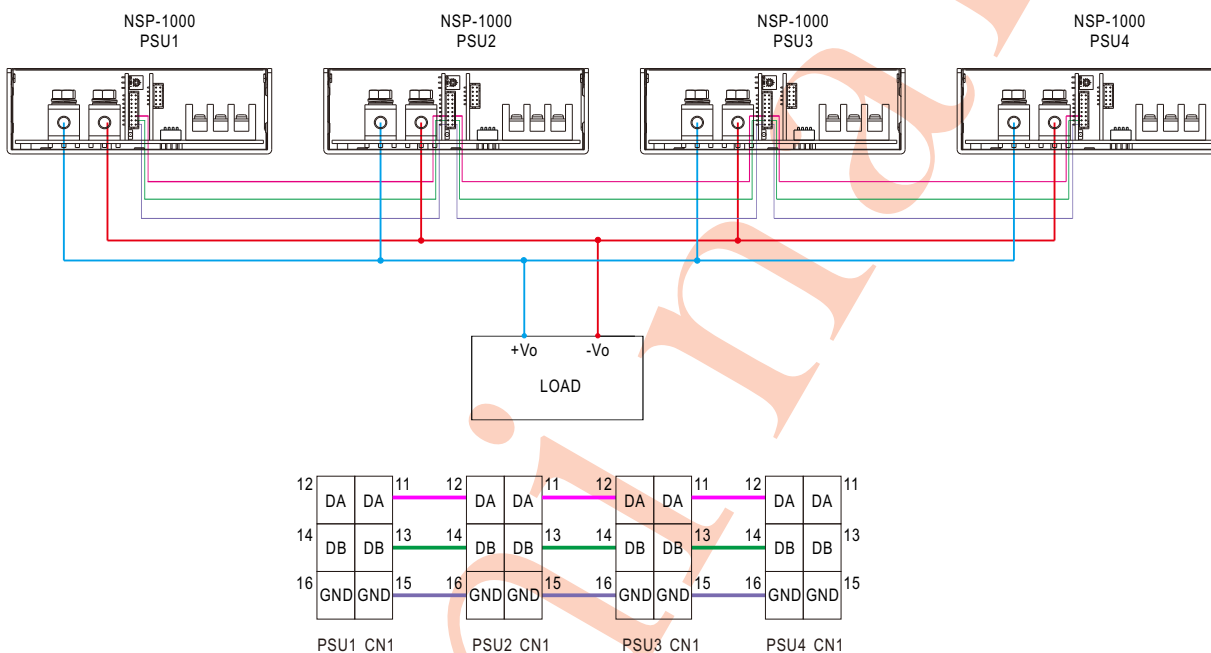 NSP-1000 NSP-1000 NSP-1000 NSP-1000
PSU1 PSU2 PSU3 PSU4
+Vo -Vo
LOAD
12 DA DA 11 12 DA DA 11 12 DA DA 11 12 DA DA 11
14 DB DB 13 14 DB DB 13 14 DB DB 13 14 DB DB 13
16 GND GND 15 16 GND GND 15 16 GND GND 15 16 GND GND 15
PSU1 CN1 PSU2 CN1 PSU3 CN1 PSU4 CN1